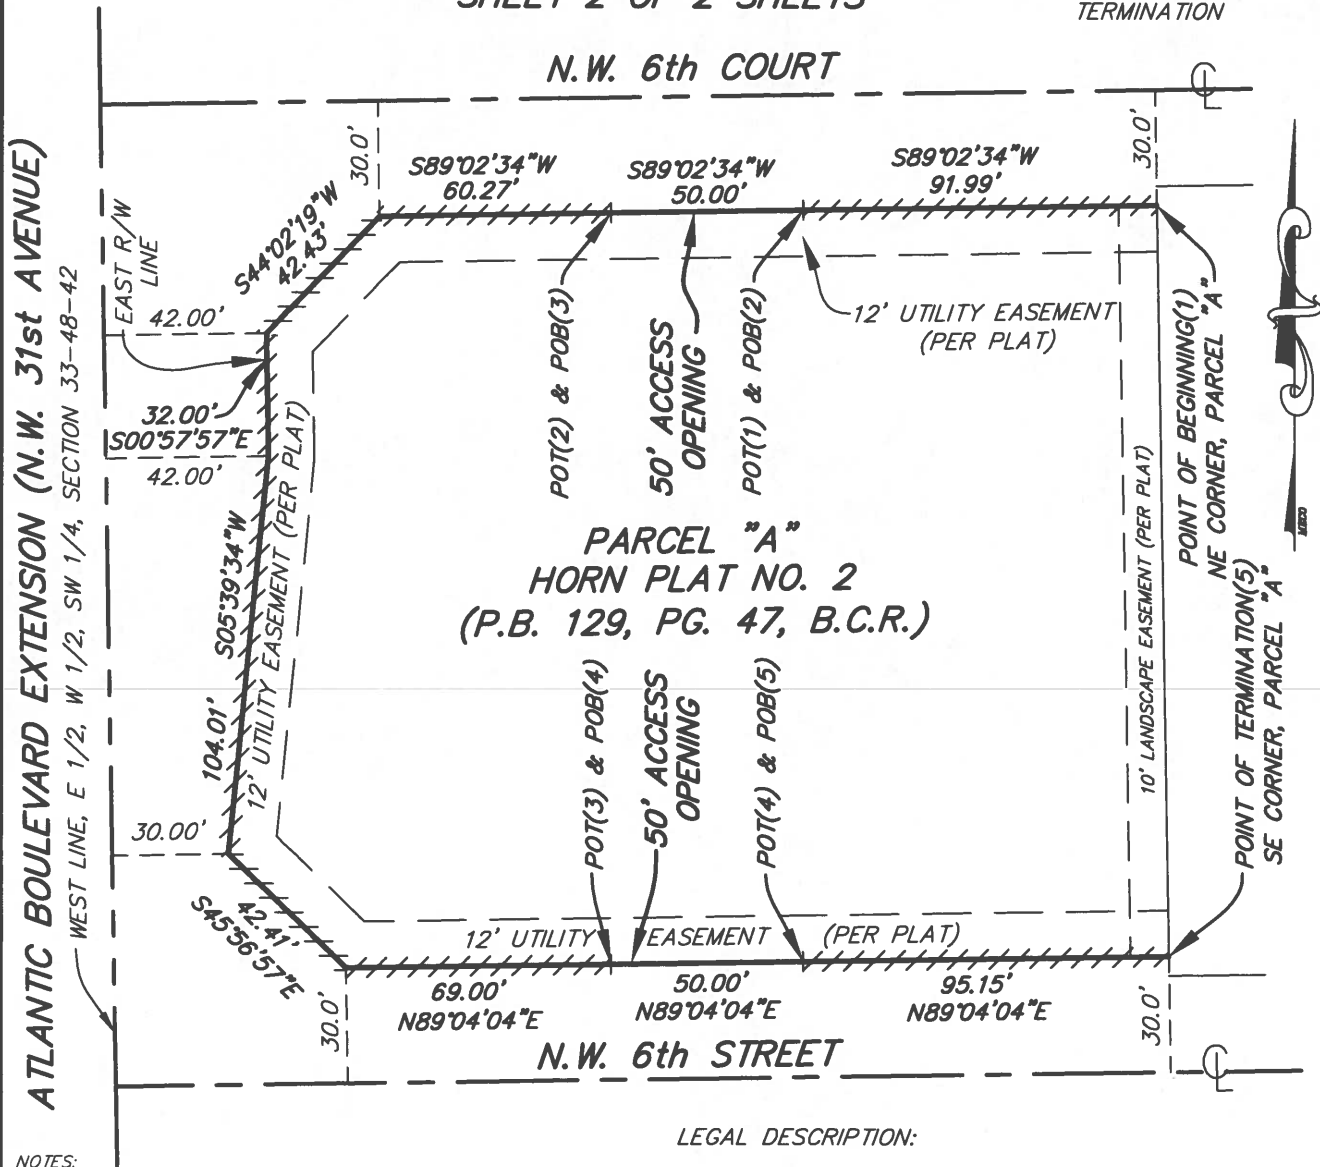 SHEET 2 OF 2 SHEETS
TERMINATION
N.W. 6th COURT
30.0'
30.0'
S89°02'34"W
60.27'
S89°02'34"W
50.00'
S89°02'34"W
91.99'
S44°02'19"W
42.43'
EAST R/W
LINE
42.00'
32.00'
S00°57'57"E
42.00'
S05°39'34"W
104.01'
30.00'
12' UTILITY EASEMENT (PER PLAT)
ATLANTIC BOULEVARD EXTENSION (N.W. 31st AVENUE)
WEST LINE, E 1/2, W 1/2, SW 1/4, SECTION 33-48-42
POT(2) & POB(3)
50' ACCESS
OPENING
POT(1) & POB(2)
12' UTILITY EASEMENT
(PER PLAT)
POINT OF BEGINNING(1)
NE CORNER, PARCEL "A"
PARCEL "A"
HORN PLAT NO. 2
(P.B. 129, PG. 47, B.C.R.)
10' LANDSCAPE EASEMENT (PER PLAT)
POINT OF TERMINATION(5)
SE CORNER, PARCEL "A"
POT(3) & POB(4)
50' ACCESS
OPENING
POT(4) & POB(5)
12' UTILITY EASEMENT (PER PLAT)
S45°56'57"E
42.41'
69.00'
N89°04'04"E
50.00'
N89°04'04"E
95.15'
N89°04'04"E
30.0'
30.0'
N.W. 6th STREET
LEGAL DESCRIPTION:
NOTES: